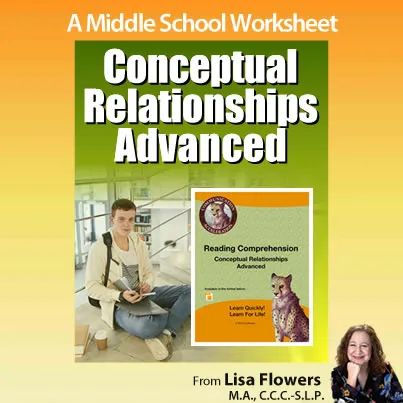 A Middle School Worksheet
Conceptual
Relationships
Advanced
Reading Comprehension
Conceptual Relationships
Advanced
Learn Quickly!
Learn For Life!
From Lisa Flowers
M.A., C.C.C.-S.L.P.